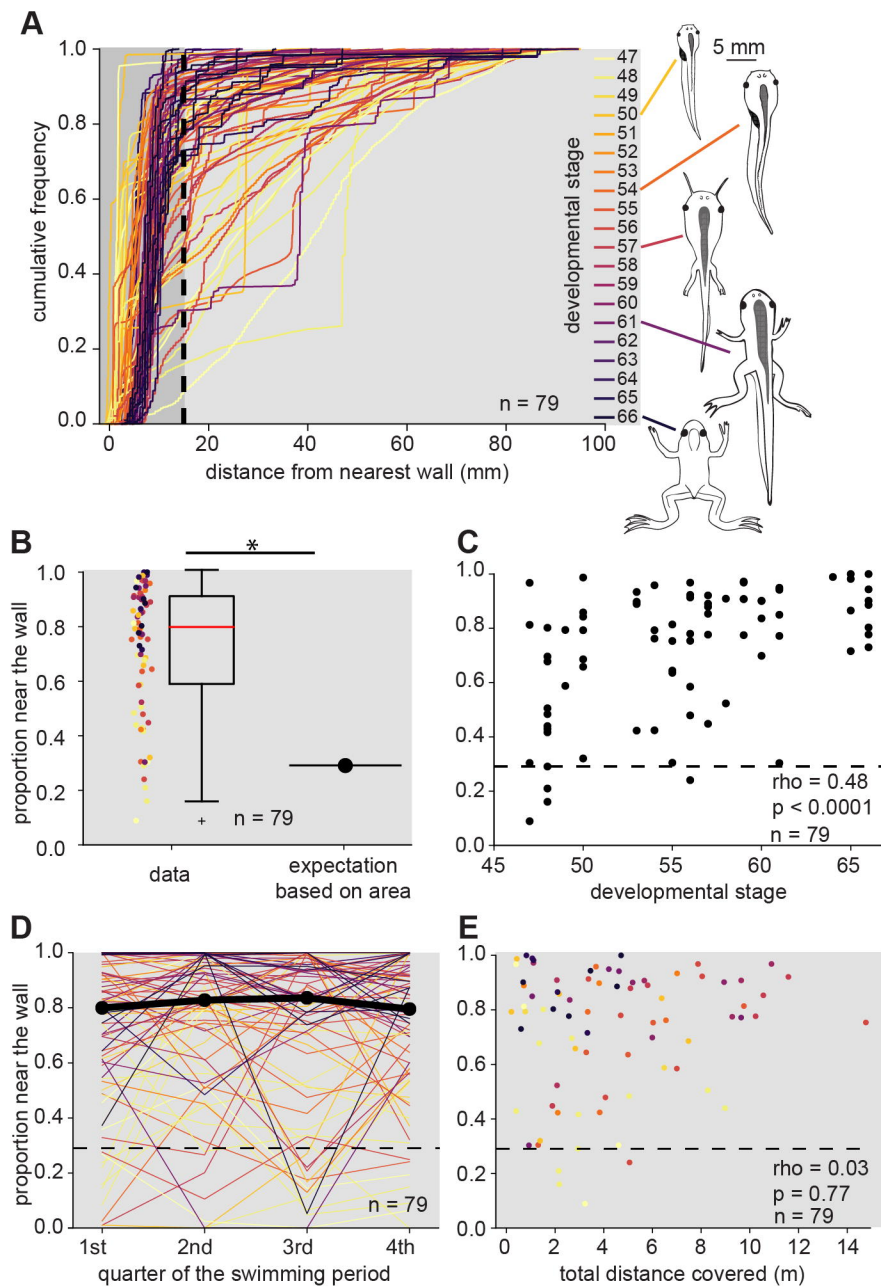 A
1.0
0.8
0.6
0.4
0.2
0.0
cumulative frequency
0
20
40
60
80
100
distance from nearest wall (mm)
n = 79
developmental stage
47
48
49
50
51
52
53
54
55
56
57
58
59
60
61
62
63
64
65
66
5 mm
B
1.0
0.8
0.6
0.4
0.2
0.0
proportion near the wall
*
n = 79
data
expectation
based on area
C
1.0
0.8
0.6
0.4
0.2
0.0
rho = 0.48
p < 0.0001
n = 79
45
50
55
60
65
developmental stage
D
1.0
0.8
0.6
0.4
0.2
0.0
proportion near the wall
n = 79
1st
2nd
3rd
4th
quarter of the swimming period
E
1.0
0.8
0.6
0.4
0.2
0.0
rho = 0.03
p = 0.77
n = 79
0
2
4
6
8
10
12
14
total distance covered (m)